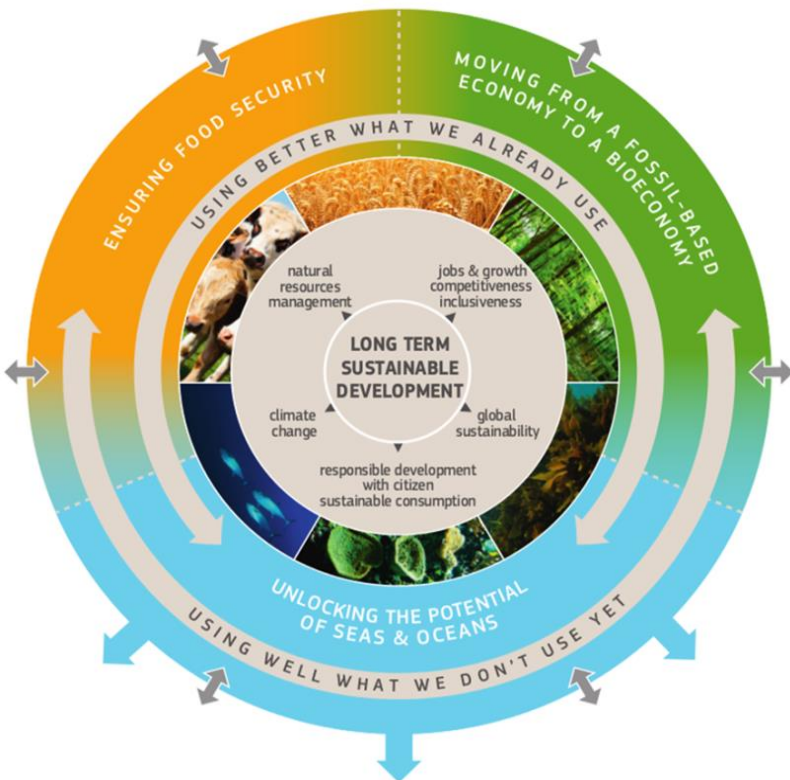 ENSURING FOOD SECURITY
MOVING FROM A FOSSIL-BASED
ECONOMY TO A BIOECONOMY
USING BETTER WHAT WE ALREADY USE
natural
resources
management
jobs & growth
competitiveness
inclusiveness
LONG TERM
SUSTAINABLE
DEVELOPMENT
climate
change
global
sustainability
responsible development
with citizen
sustainable consumption
UNLOCKING THE POTENTIAL
OF SEAS & OCEANS
USING WELL WHAT WE DON'T USE YET